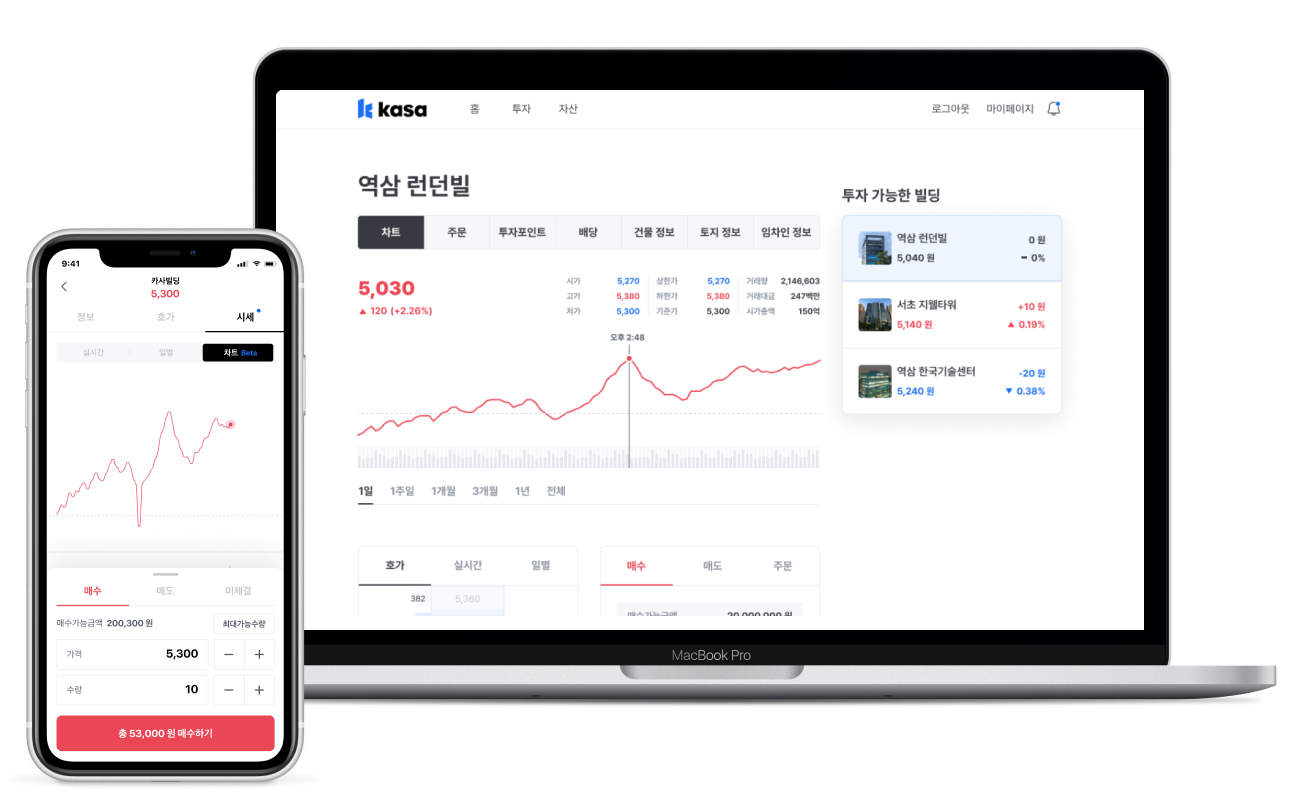 kasa 홈 투자 자산 로그아웃 마이페이지
역삼 런던빌
차트 주문 투자포인트 배당 건물 정보 토지 정보 임차인 정보
5,030
▲ 120 (+2.26%)
시가 5,270 상한가 5,270 거래량 2,146,603
고가 5,380 하한가 5,380 거래대금 247백만
저가 5,300 기준가 5,300 시가총액 150억
오후 2:48
1일 1주일 1개월 3개월 1년 전체
호가 실시간 일별
382 5,360
매수 매도 주문
매수가능금액 20,000,000 원
투자 가능한 빌딩
역삼 런던빌 0 원
5,040 원 - 0%
서초 지웰타워 +10 원
5,140 원 ▲ 0.19%
역삼 한국기술센터 -20 원
5,240 원 ▼ 0.38%
MacBook Pro
9:41
카사빌딩
5,300
정보 호가 시세
실시간 일별 차트 Beta
매수 매도 미체결
매수가능금액 200,300 원 최대가능수량
가격 5,300 − +
수량 10 − +
총 53,000 원 매수하기